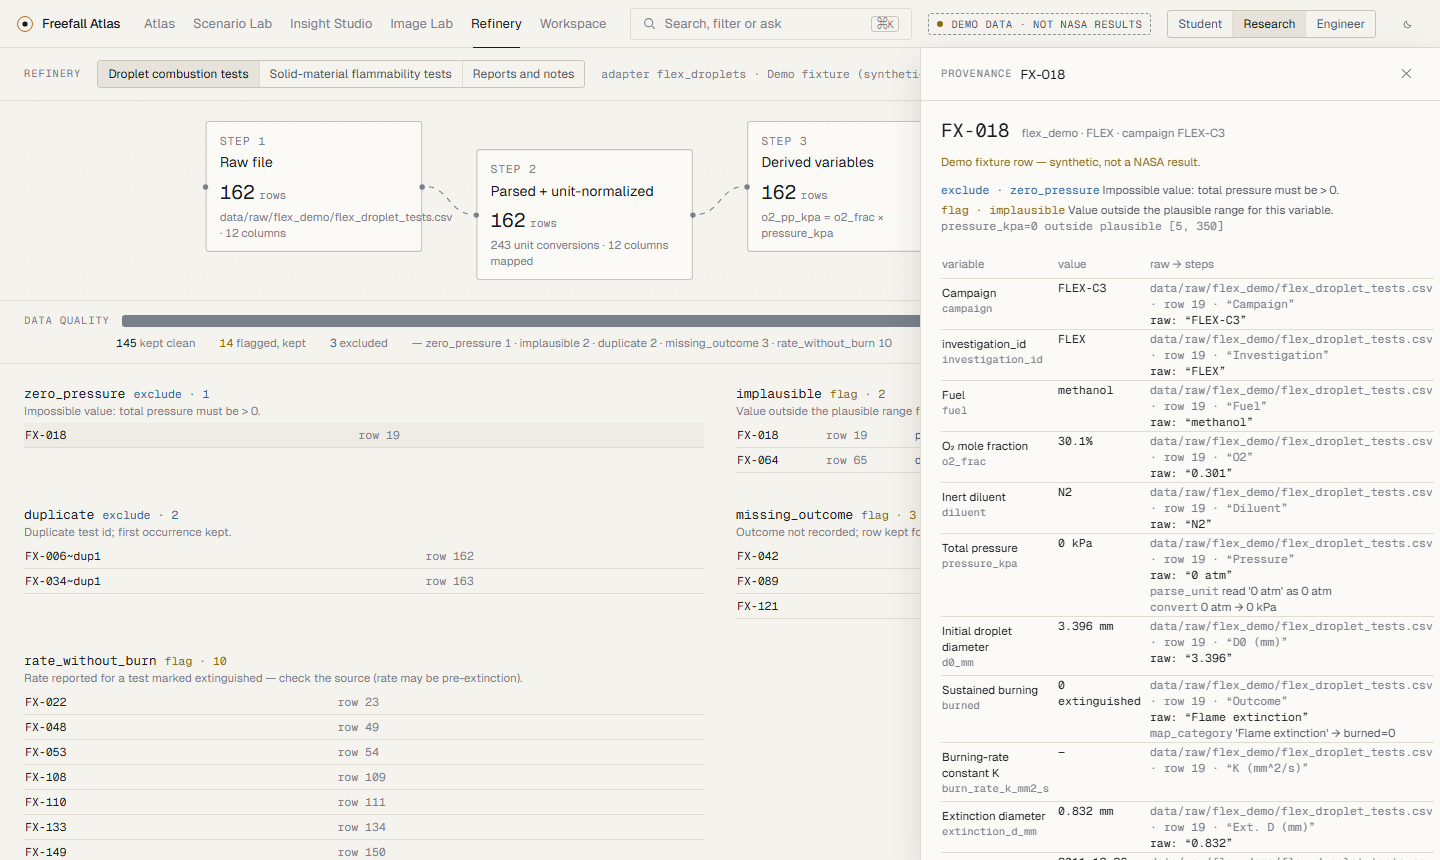 Freefall Atlas
Atlas
Scenario Lab
Insight Studio
Image Lab
Refinery
Workspace
Search, filter or ask
⌘K
DEMO DATA · NOT NASA RESULTS
Student
Research
Engineer
REFINERY
Droplet combustion tests
Solid-material flammability tests
Reports and notes
adapter flex_droplets · Demo fixture (syntheti
STEP 1
Raw file
162 rows
data/raw/flex_demo/flex_droplet_tests.csv
· 12 columns
STEP 2
Parsed + unit-normalized
162 rows
243 unit conversions · 12 columns
mapped
STEP 3
Derived variables
162 rows
o2_pp_kpa = o2_frac ×
pressure_kpa
DATA QUALITY
145 kept clean
14 flagged, kept
3 excluded
— zero_pressure 1 · implausible 2 · duplicate 2 · missing_outcome 3 · rate_without_burn 10
zero_pressure exclude · 1
Impossible value: total pressure must be > 0.
FX-018 row 19
implausible flag · 2
Value outside the plausible range f
FX-018 row 19 p
FX-064 row 65
duplicate exclude · 2
Duplicate test id; first occurrence kept.
FX-006~dup1 row 162
FX-034~dup1 row 163
missing_outcome flag · 3
Outcome not recorded; row kept fo
FX-042
FX-089
FX-121
rate_without_burn flag · 10
Rate reported for a test marked extinguished — check the source (rate may be pre-extinction).
FX-022 row 23
FX-048 row 49
FX-053 row 54
FX-108 row 109
FX-110 row 111
FX-133 row 134
FX-149 row 150
PROVENANCE FX-018
FX-018 flex_demo · FLEX · campaign FLEX-C3
Demo fixture row — synthetic, not a NASA result.
exclude · zero_pressure Impossible value: total pressure must be > 0.
flag · implausible Value outside the plausible range for this variable.
pressure_kpa=0 outside plausible [5, 350]
variable value raw → steps
Campaign FLEX-C3 data/raw/flex_demo/flex_droplet_tests.csv
campaign · row 19 · “Campaign”
raw: “FLEX-C3”
investigation_id FLEX data/raw/flex_demo/flex_droplet_tests.csv
investigation_id · row 19 · “Investigation”
raw: “FLEX”
Fuel methanol data/raw/flex_demo/flex_droplet_tests.csv
fuel · row 19 · “Fuel”
raw: “methanol”
O₂ mole fraction 30.1% data/raw/flex_demo/flex_droplet_tests.csv
o2_frac · row 19 · “O2”
raw: “0.301”
Inert diluent N2 data/raw/flex_demo/flex_droplet_tests.csv
diluent · row 19 · “Diluent”
raw: “N2”
Total pressure 0 kPa data/raw/flex_demo/flex_droplet_tests.csv
pressure_kpa · row 19 · “Pressure”
raw: “0 atm”
parse_unit read '0 atm' as 0 atm
convert 0 atm → 0 kPa
Initial droplet 3.396 mm data/raw/flex_demo/flex_droplet_tests.csv
diameter · row 19 · “D0 (mm)”
d0_mm raw: “3.396”
Sustained burning 0 data/raw/flex_demo/flex_droplet_tests.csv
burned extinguished · row 19 · “Outcome”
raw: “Flame extinction”
map_category 'Flame extinction' → burned=0
Burning-rate — data/raw/flex_demo/flex_droplet_tests.csv
constant K · row 19 · “K (mm^2/s)”
burn_rate_k_mm2_s
Extinction diameter 0.832 mm data/raw/flex_demo/flex_droplet_tests.csv
extinction_d_mm · row 19 · “Ext. D (mm)”
raw: “0.832”